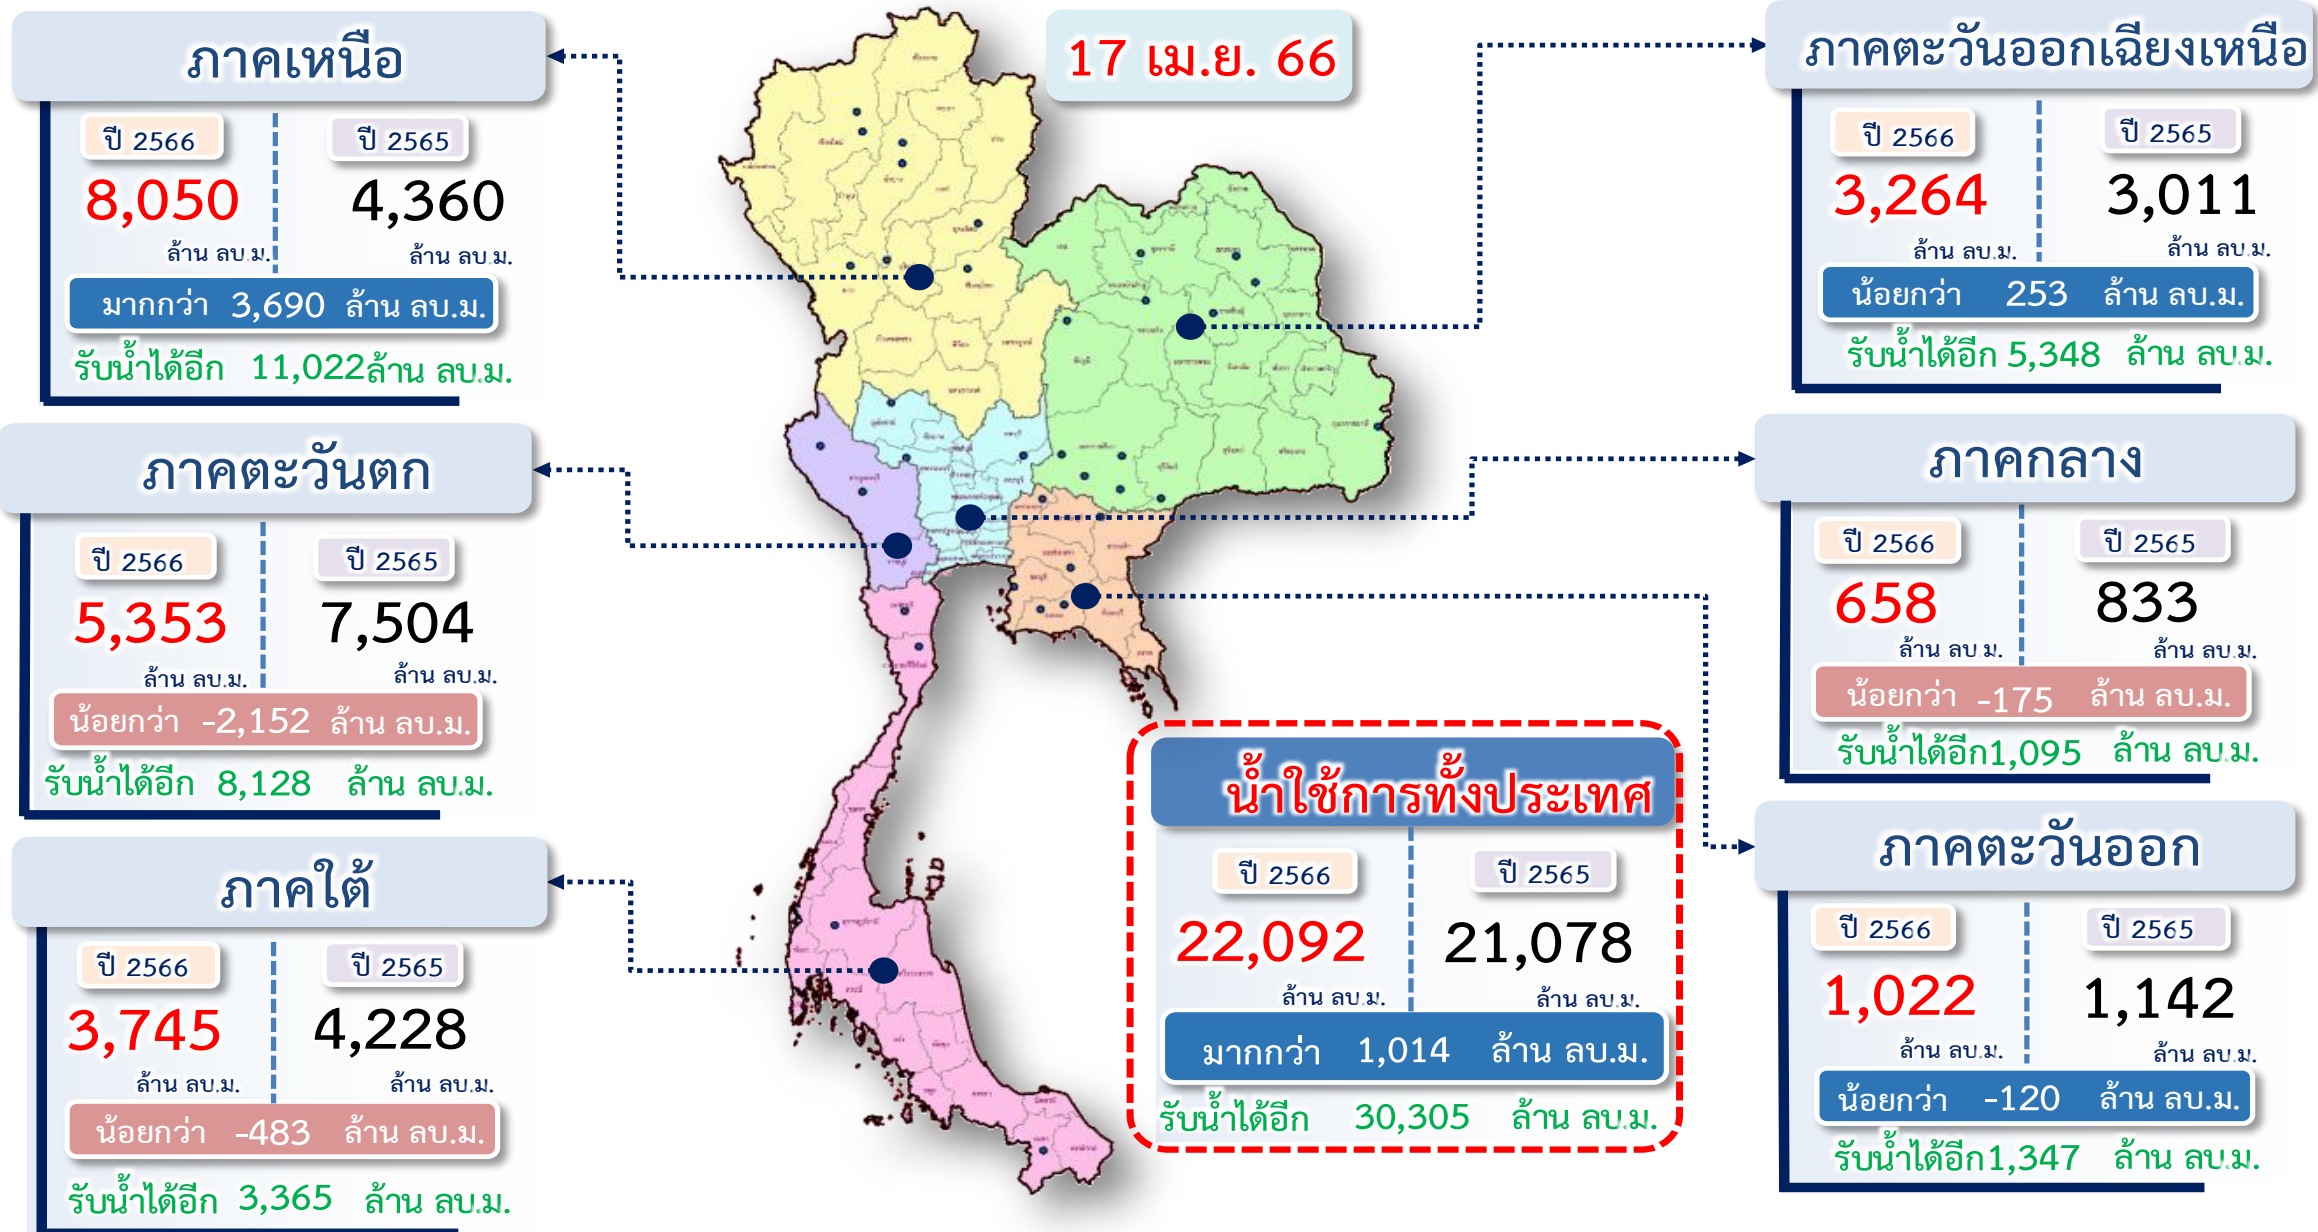 17 เม.ย. 66
ภาคเหนือ
ปี 2566 ปี 2565
8,050 4,360
ล้าน ลบ.ม. ล้าน ลบ.ม.
มากกว่า 3,690 ล้าน ลบ.ม.
รับน้ำได้อีก 11,022 ล้าน ลบ.ม.
ภาคตะวันตก
ปี 2566 ปี 2565
5,353 7,504
ล้าน ลบ.ม. ล้าน ลบ.ม.
น้อยกว่า -2,152 ล้าน ลบ.ม.
รับน้ำได้อีก 8,128 ล้าน ลบ.ม.
ภาคใต้
ปี 2566 ปี 2565
3,745 4,228
ล้าน ลบ.ม. ล้าน ลบ.ม.
น้อยกว่า -483 ล้าน ลบ.ม.
รับน้ำได้อีก 3,365 ล้าน ลบ.ม.
น้ำใช้การทั้งประเทศ
ปี 2566 ปี 2565
22,092 21,078
ล้าน ลบ.ม. ล้าน ลบ.ม.
มากกว่า 1,014 ล้าน ลบ.ม.
รับน้ำได้อีก 30,305 ล้าน ลบ.ม.
ภาคตะวันออกเฉียงเหนือ
ปี 2566 ปี 2565
3,264 3,011
ล้าน ลบ.ม. ล้าน ลบ.ม.
น้อยกว่า 253 ล้าน ลบ.ม.
รับน้ำได้อีก 5,348 ล้าน ลบ.ม.
ภาคกลาง
ปี 2566 ปี 2565
658 833
ล้าน ลบ.ม. ล้าน ลบ.ม.
น้อยกว่า -175 ล้าน ลบ.ม.
รับน้ำได้อีก 1,095 ล้าน ลบ.ม.
ภาคตะวันออก
ปี 2566 ปี 2565
1,022 1,142
ล้าน ลบ.ม. ล้าน ลบ.ม.
น้อยกว่า -120 ล้าน ลบ.ม.
รับน้ำได้อีก 1,347 ล้าน ลบ.ม.